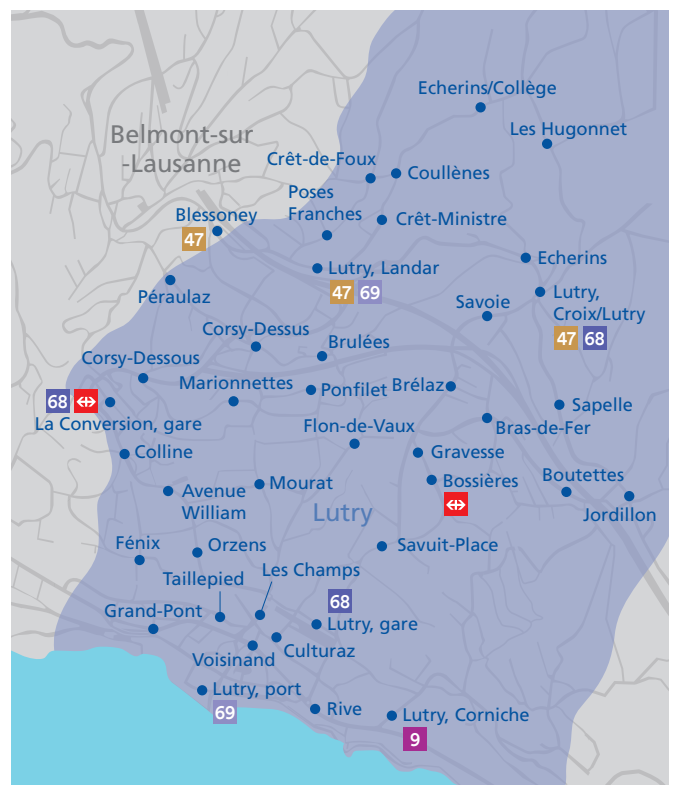 Echerins/Collège
Les Hugonnet
Belmont-sur
-Lausanne
Crêt-de-Foux
Coullènes
Poses
Franches
Blessoney
47
Crêt-Ministre
Echerins
Lutry, Landar
47 69
Péraulaz
Savoie
Lutry,
Croix/Lutry
47 68
Corsy-Dessus
Brulées
Corsy-Dessous
Marionnettes
Ponfilet
Brélaz
68
La Conversion, gare
Sapelle
Flon-de-Vaux
Bras-de-Fer
Colline
Gravesse
Boutettes
Mourat
Bossières
Avenue
William
Lutry
Jordillon
Fénix
Orzens
Savuit-Place
Les Champs
Taillepied
68
Grand-Pont
Lutry, gare
Culturaz
Voisinand
Lutry, port
69
Rive
Lutry, Corniche
9